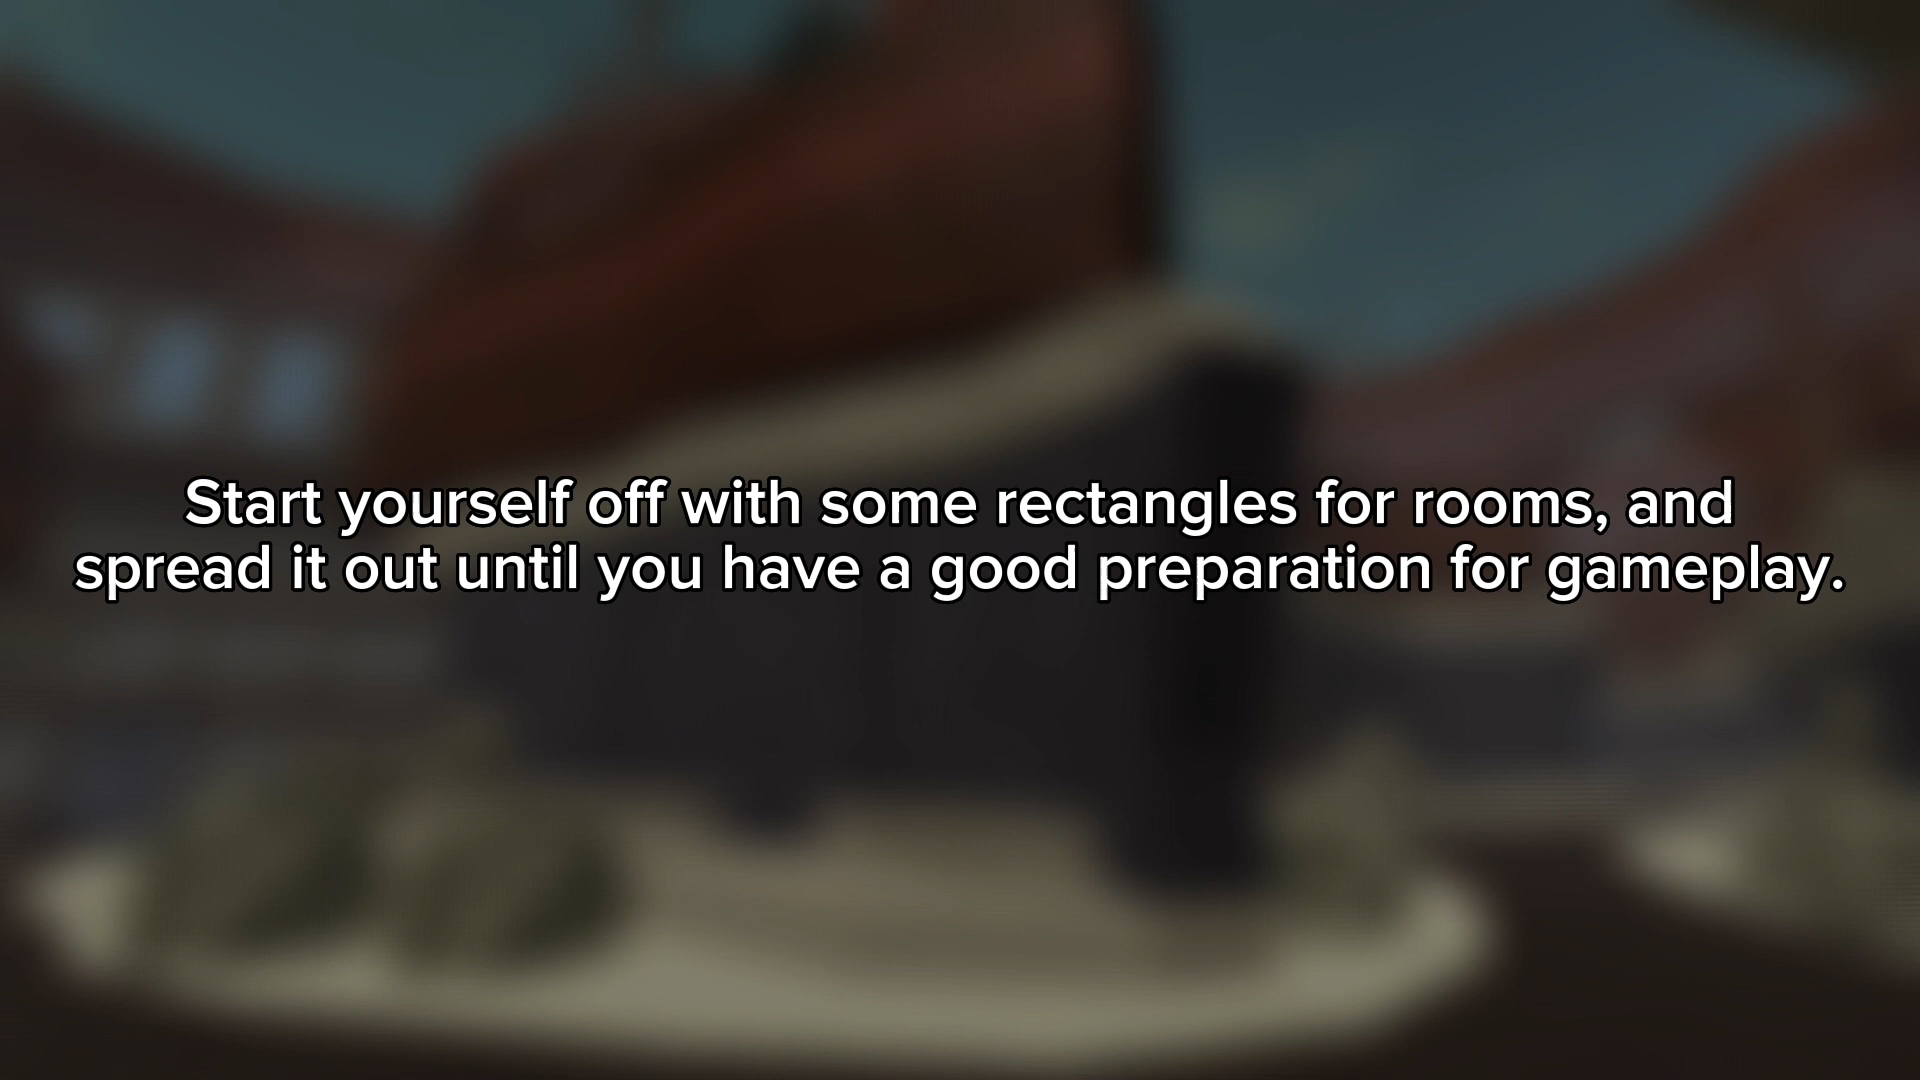 Start yourself off with some rectangles for rooms, and
spread it out until you have a good preparation for gameplay.